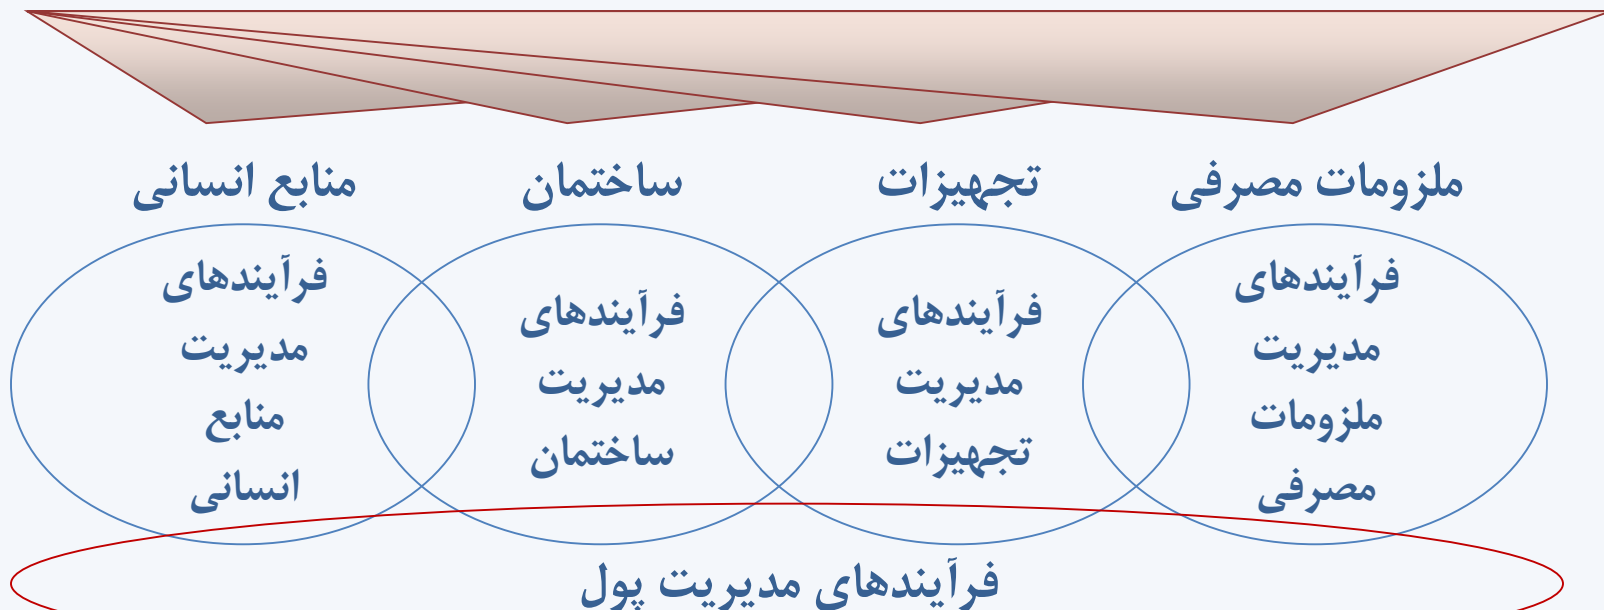 ملزومات مصرفی
تجهیزات
ساختمان
منابع انسانی
فرآیندهای
مدیریت
ملزومات
مصرفی
فرآیندهای
مدیریت
تجهیزات
فرآیندهای
مدیریت
ساختمان
فرآیندهای
مدیریت
منابع
انسانی
فرآیندهای مدیریت پول